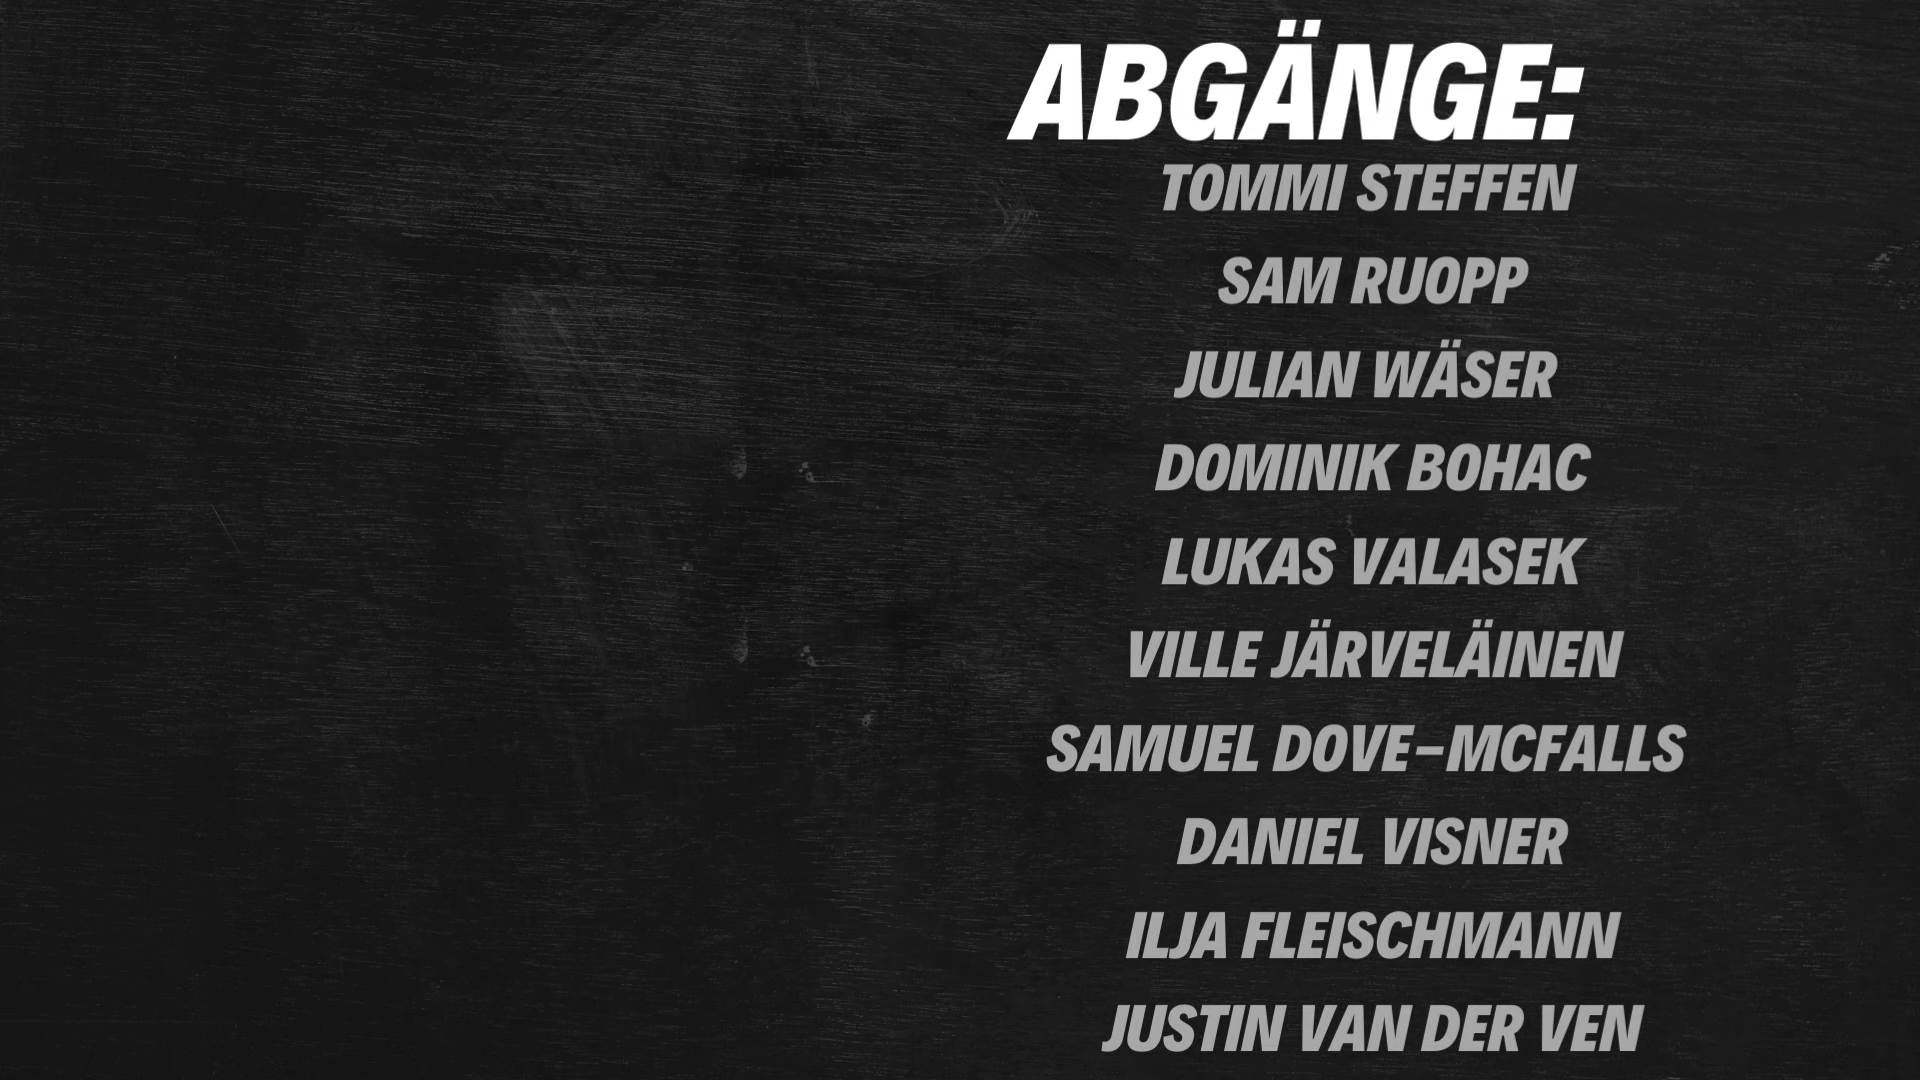 ABGÄNGE:
TOMMI STEFFEN
SAM RUOPP
JULIAN WÄSER
DOMINIK BOHAC
LUKAS VALASEK
VILLE JÄRVELÄINEN
SAMUEL DOVE-MCFALLS
DANIEL VISNER
ILJA FLEISCHMANN
JUSTIN VAN DER VEN